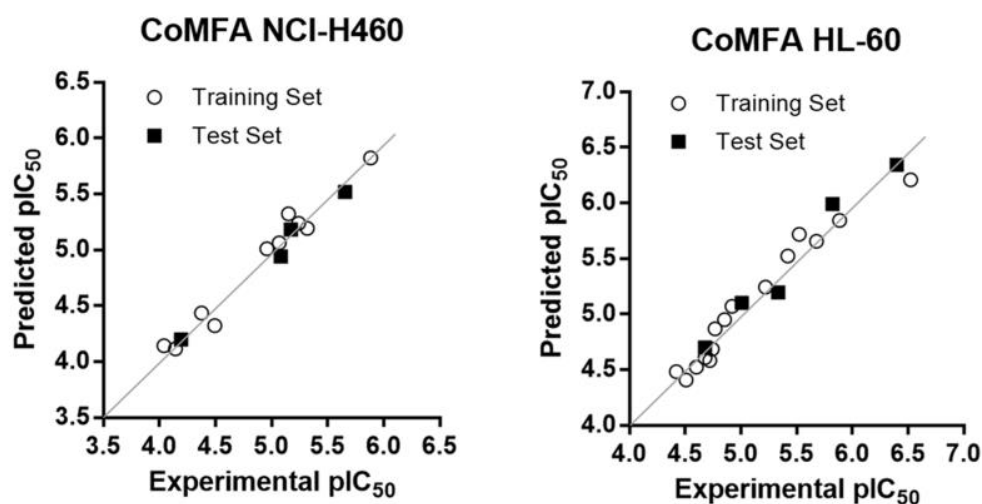 CoMFA NCI-H460
6.5
6.0
5.5
5.0
4.5
4.0
3.5
Predicted pIC50
Training Set
Test Set
3.5 4.0 4.5 5.0 5.5 6.0 6.5
Experimental pIC50
CoMFA HL-60
7.0
6.5
6.0
5.5
5.0
4.5
4.0
Predicted pIC50
Training Set
Test Set
4.0 4.5 5.0 5.5 6.0 6.5 7.0
Experimental pIC50